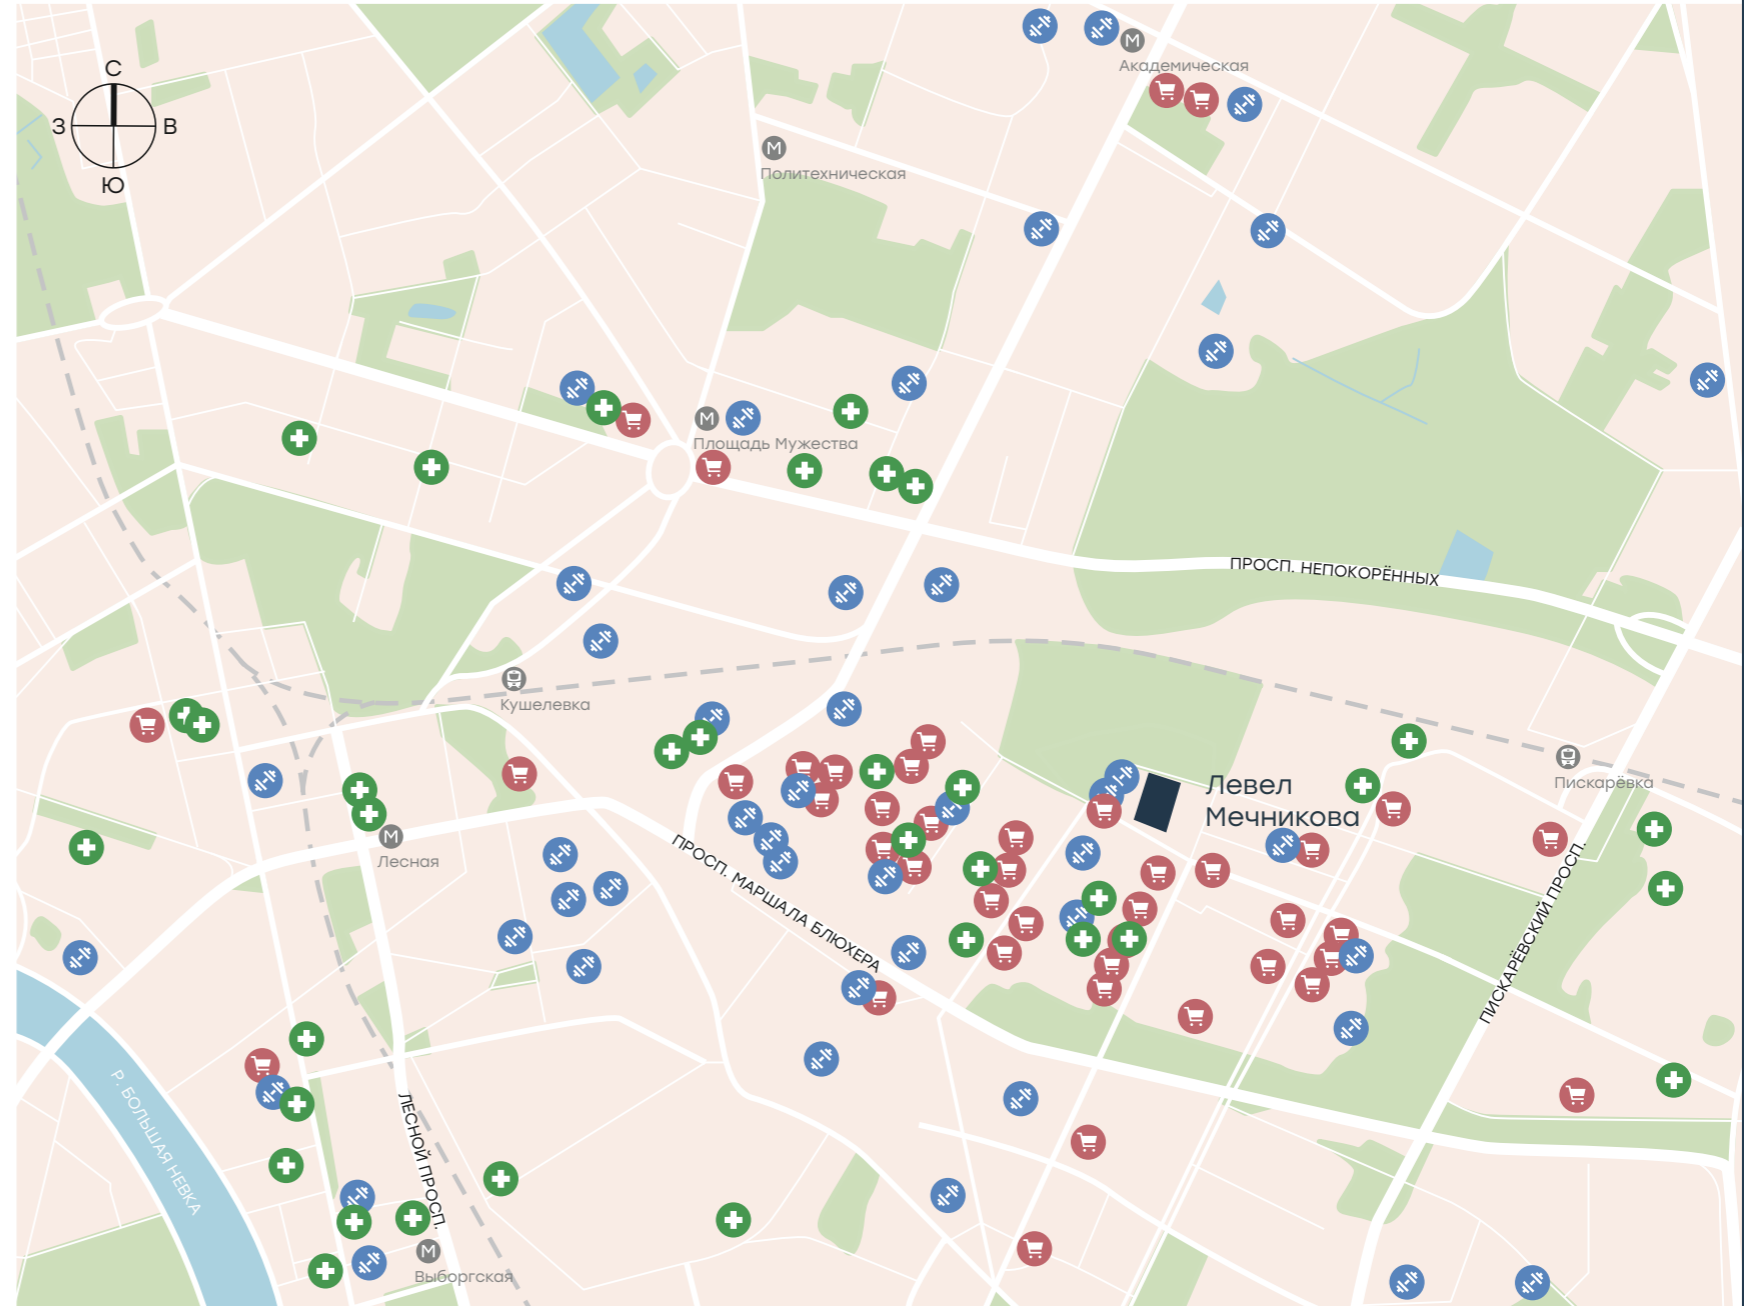 С
З
В
Ю
М
Академическая
М
Политехническая
М
Площадь Мужества
ПРОСП. НЕПОКОРЁННЫХ
Кушелевка
Левел
Мечникова
Пискарёвка
М
Лесная
ПРОСП. МАРШАЛА БЛЮХЕРА
ПИСКАРЁВСКИЙ ПРОСП.
Р. БОЛЬШАЯ НЕВКА
ЛЕСНОЙ ПРОСП.
М
Выборгская